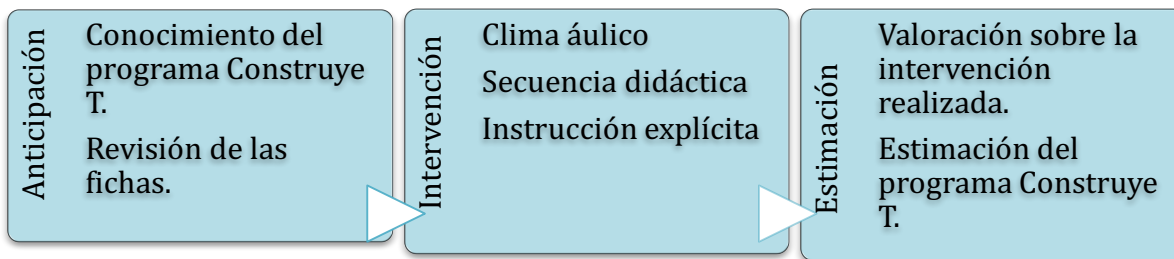 Anticipación
Conocimiento del
programa Construye
T.
Revisión de las
fichas.
Intervención
Clima áulico
Secuencia didáctica
Instrucción explícita
Estimación
Valoración sobre la
intervención
realizada.
Estimación del
programa Construye
T.